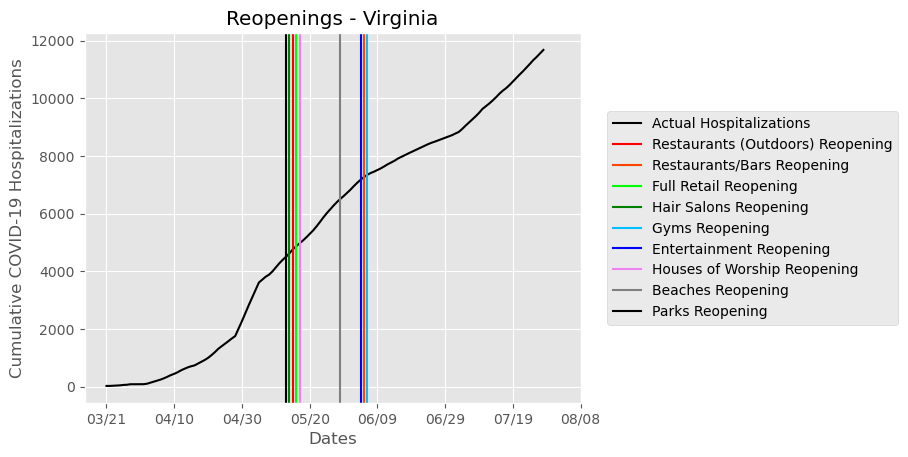 Reopenings - Virginia
Cumulative COVID-19 Hospitalizations
12000
10000
8000
6000
4000
2000
0
03/21 04/10 04/30 05/20 06/09 06/29 07/19 08/08
Dates
Actual Hospitalizations
Restaurants (Outdoors) Reopening
Restaurants/Bars Reopening
Full Retail Reopening
Hair Salons Reopening
Gyms Reopening
Entertainment Reopening
Houses of Worship Reopening
Beaches Reopening
Parks Reopening